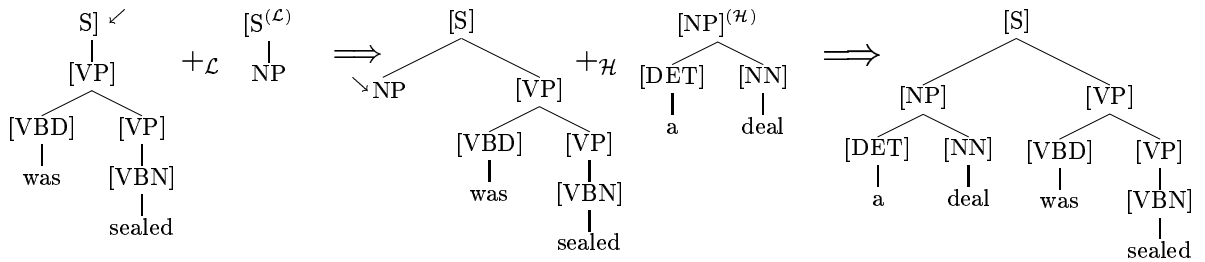 S] ↙ [S(𝓛) ⟹ [S] [NP](𝓗) ⟹ [S]
+𝓛 +𝓗
[VP] NP ↘NP [VP] [DET] [NN] [NP] [VP]
[VBD] [VP] [VBD] [VP] a deal [DET] [NN] [VBD] [VP]
was [VBN] was [VBN] a deal was [VBN]
sealed sealed sealed